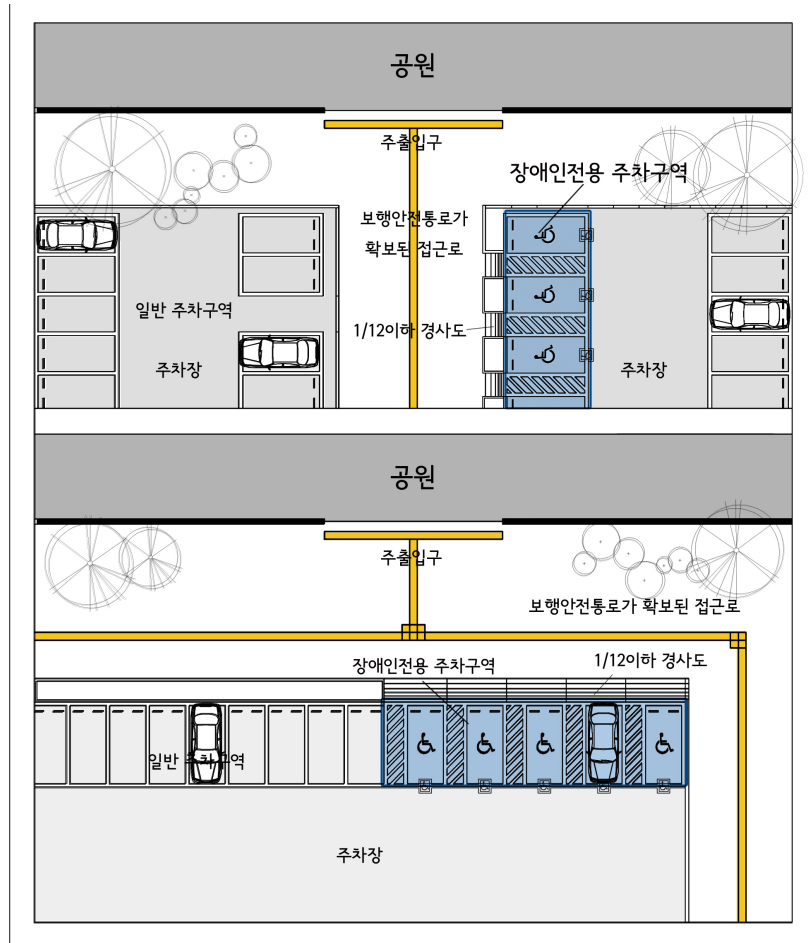 공원
주출입구
장애인전용 주차구역
보행안전통로가
확보된 접근로
일반 주차구역
1/12이하 경사도
주차장
주차장
공원
주출입구
보행안전통로가 확보된 접근로
장애인전용 주차구역
1/12이하 경사도
일반 주차구역
주차장